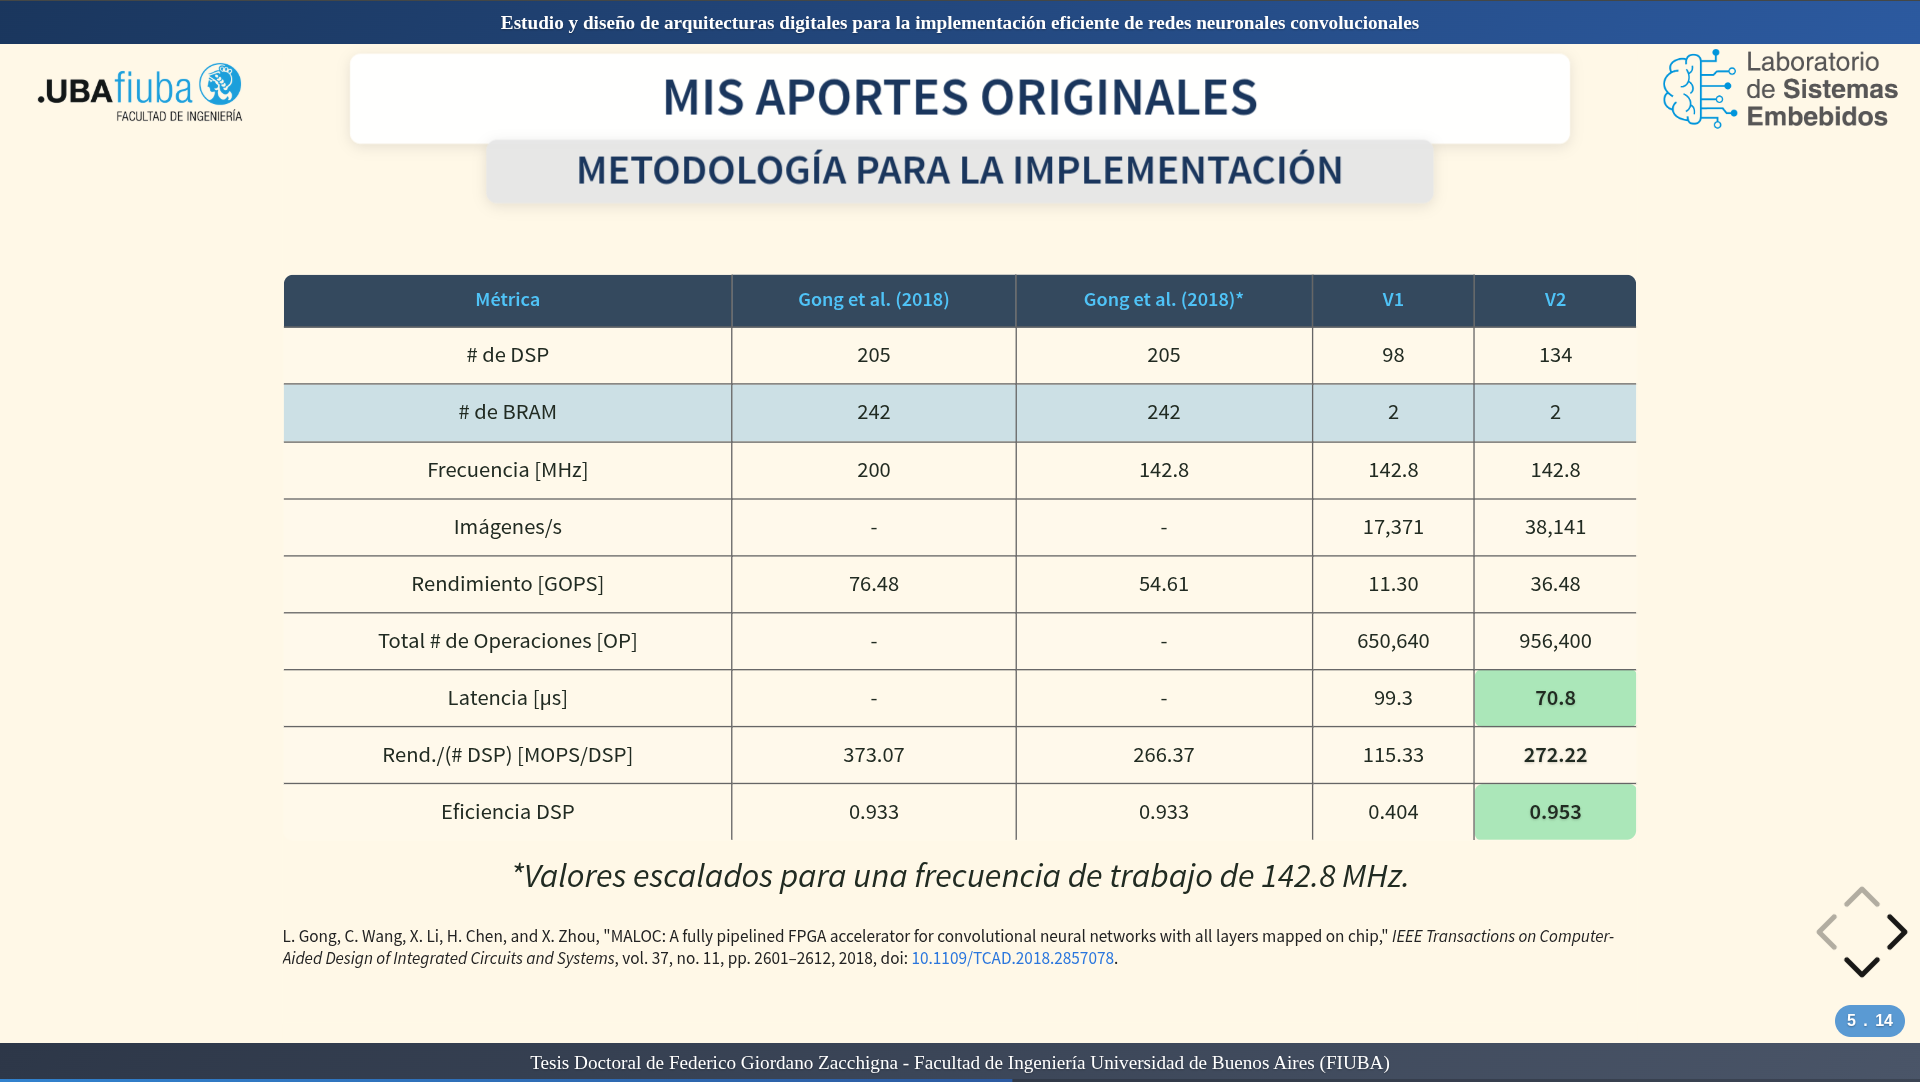 Estudio y diseño de arquitecturas digitales para la implementación eficiente de redes neuronales convolucionales
.UBAfiuba
FACULTAD DE INGENIERÍA
MIS APORTES ORIGINALES
Laboratorio
de Sistemas
Embebidos
METODOLOGÍA PARA LA IMPLEMENTACIÓN
Métrica Gong et al. (2018) Gong et al. (2018)* V1 V2
# de DSP 205 205 98 134
# de BRAM 242 242 2 2
Frecuencia [MHz] 200 142.8 142.8 142.8
Imágenes/s - - 17,371 38,141
Rendimiento [GOPS] 76.48 54.61 11.30 36.48
Total # de Operaciones [OP] - - 650,640 956,400
Latencia [µs] - - 99.3 70.8
Rend./(# DSP) [MOPS/DSP] 373.07 266.37 115.33 272.22
Eficiencia DSP 0.933 0.933 0.404 0.953
*Valores escalados para una frecuencia de trabajo de 142.8 MHz.
L. Gong, C. Wang, X. Li, H. Chen, and X. Zhou, "MALOC: A fully pipelined FPGA accelerator for convolutional neural networks with all layers mapped on chip," IEEE Transactions on Computer-
Aided Design of Integrated Circuits and Systems, vol. 37, no. 11, pp. 2601–2612, 2018, doi: 10.1109/TCAD.2018.2857078.
5 . 14
Tesis Doctoral de Federico Giordano Zacchigna - Facultad de Ingeniería Universidad de Buenos Aires (FIUBA)